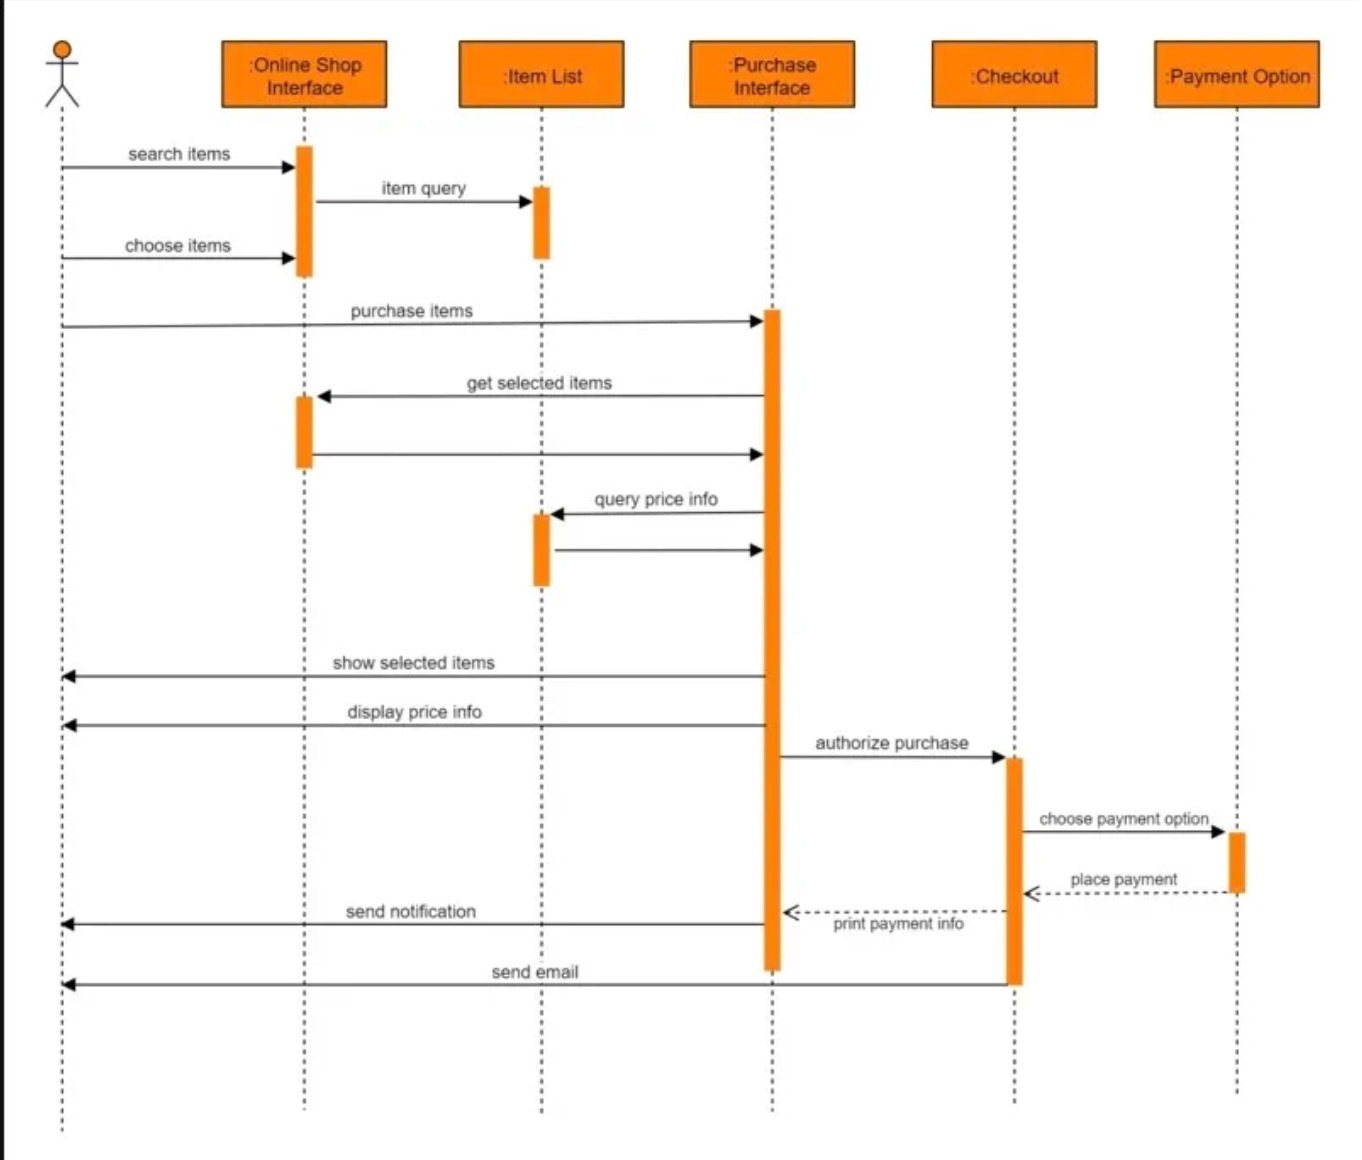 :Online Shop
Interface
:Item List
:Purchase
Interface
:Checkout
:Payment Option
search items
item query
choose items
purchase items
get selected items
query price info
show selected items
display price info
authorize purchase
choose payment option
place payment
send notification
print payment info
send email